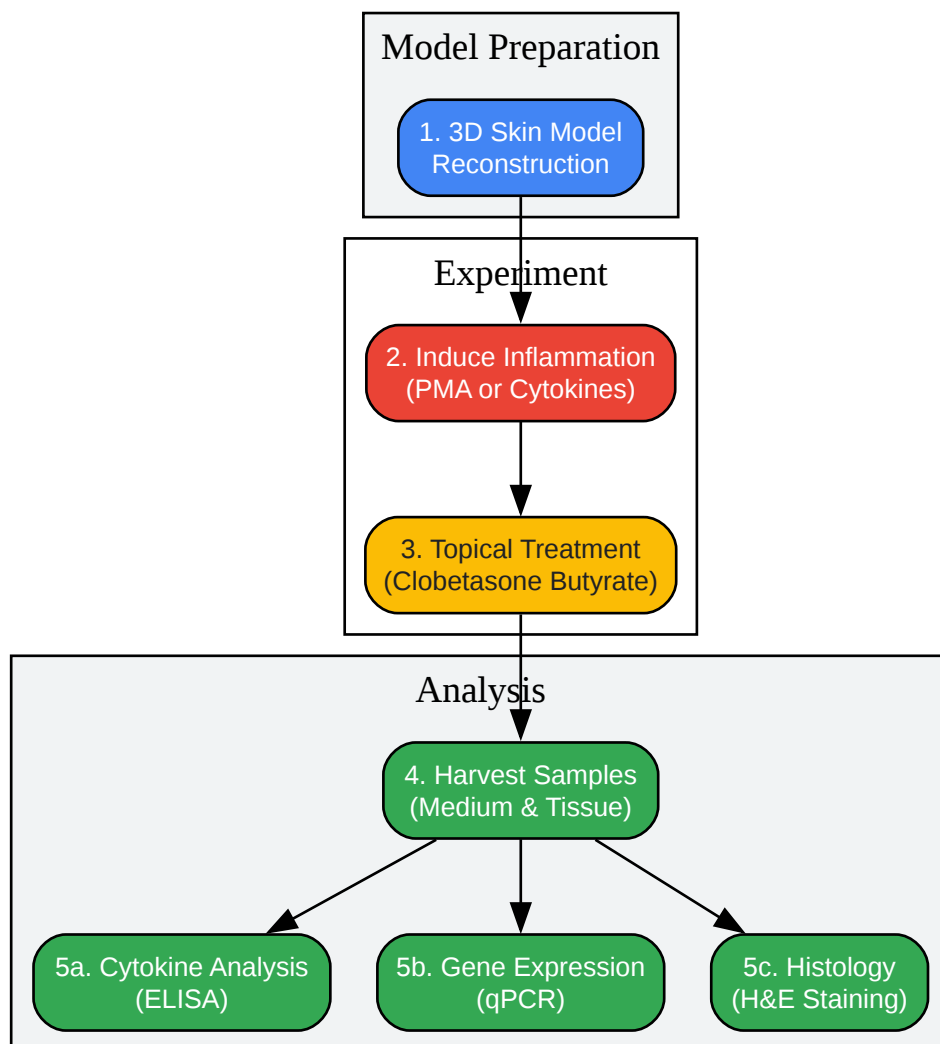 Model Preparation
1. 3D Skin Model
Reconstruction
Experiment
2. Induce Inflammation
(PMA or Cytokines)
3. Topical Treatment
(Clobetasone Butyrate)
Analysis
4. Harvest Samples
(Medium & Tissue)
5a. Cytokine Analysis
(ELISA)
5b. Gene Expression
(qPCR)
5c. Histology
(H&E Staining)